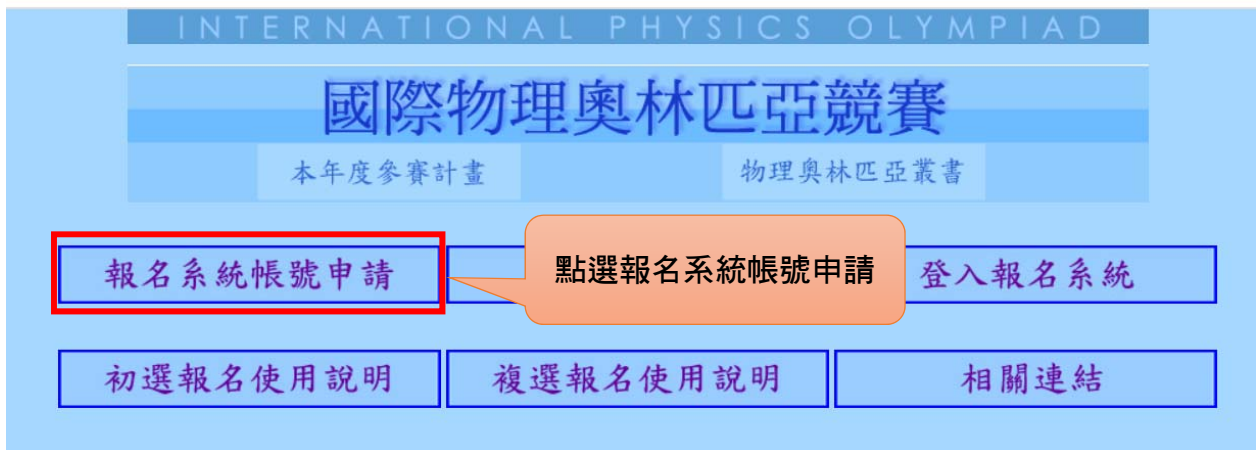 INTERNATIONAL PHYSICS OLYMPIAD
國際物理奧林匹亞競賽
本年度參賽計畫 物理奧林匹亞叢書
報名系統帳號申請 點選報名系統帳號申請 登入報名系統
初選報名使用說明 複選報名使用說明 相關連結